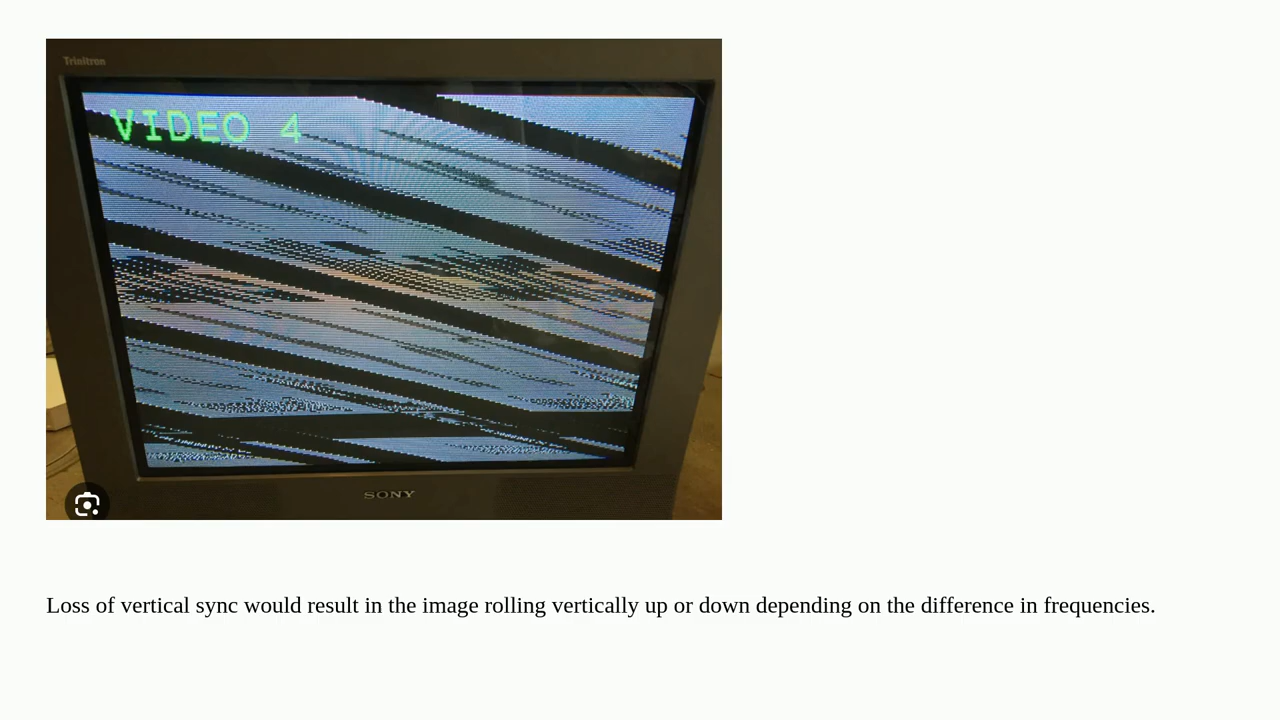 Trinitron
VIDEO 4
SONY
Loss of vertical sync would result in the image rolling vertically up or down depending on the difference in frequencies.